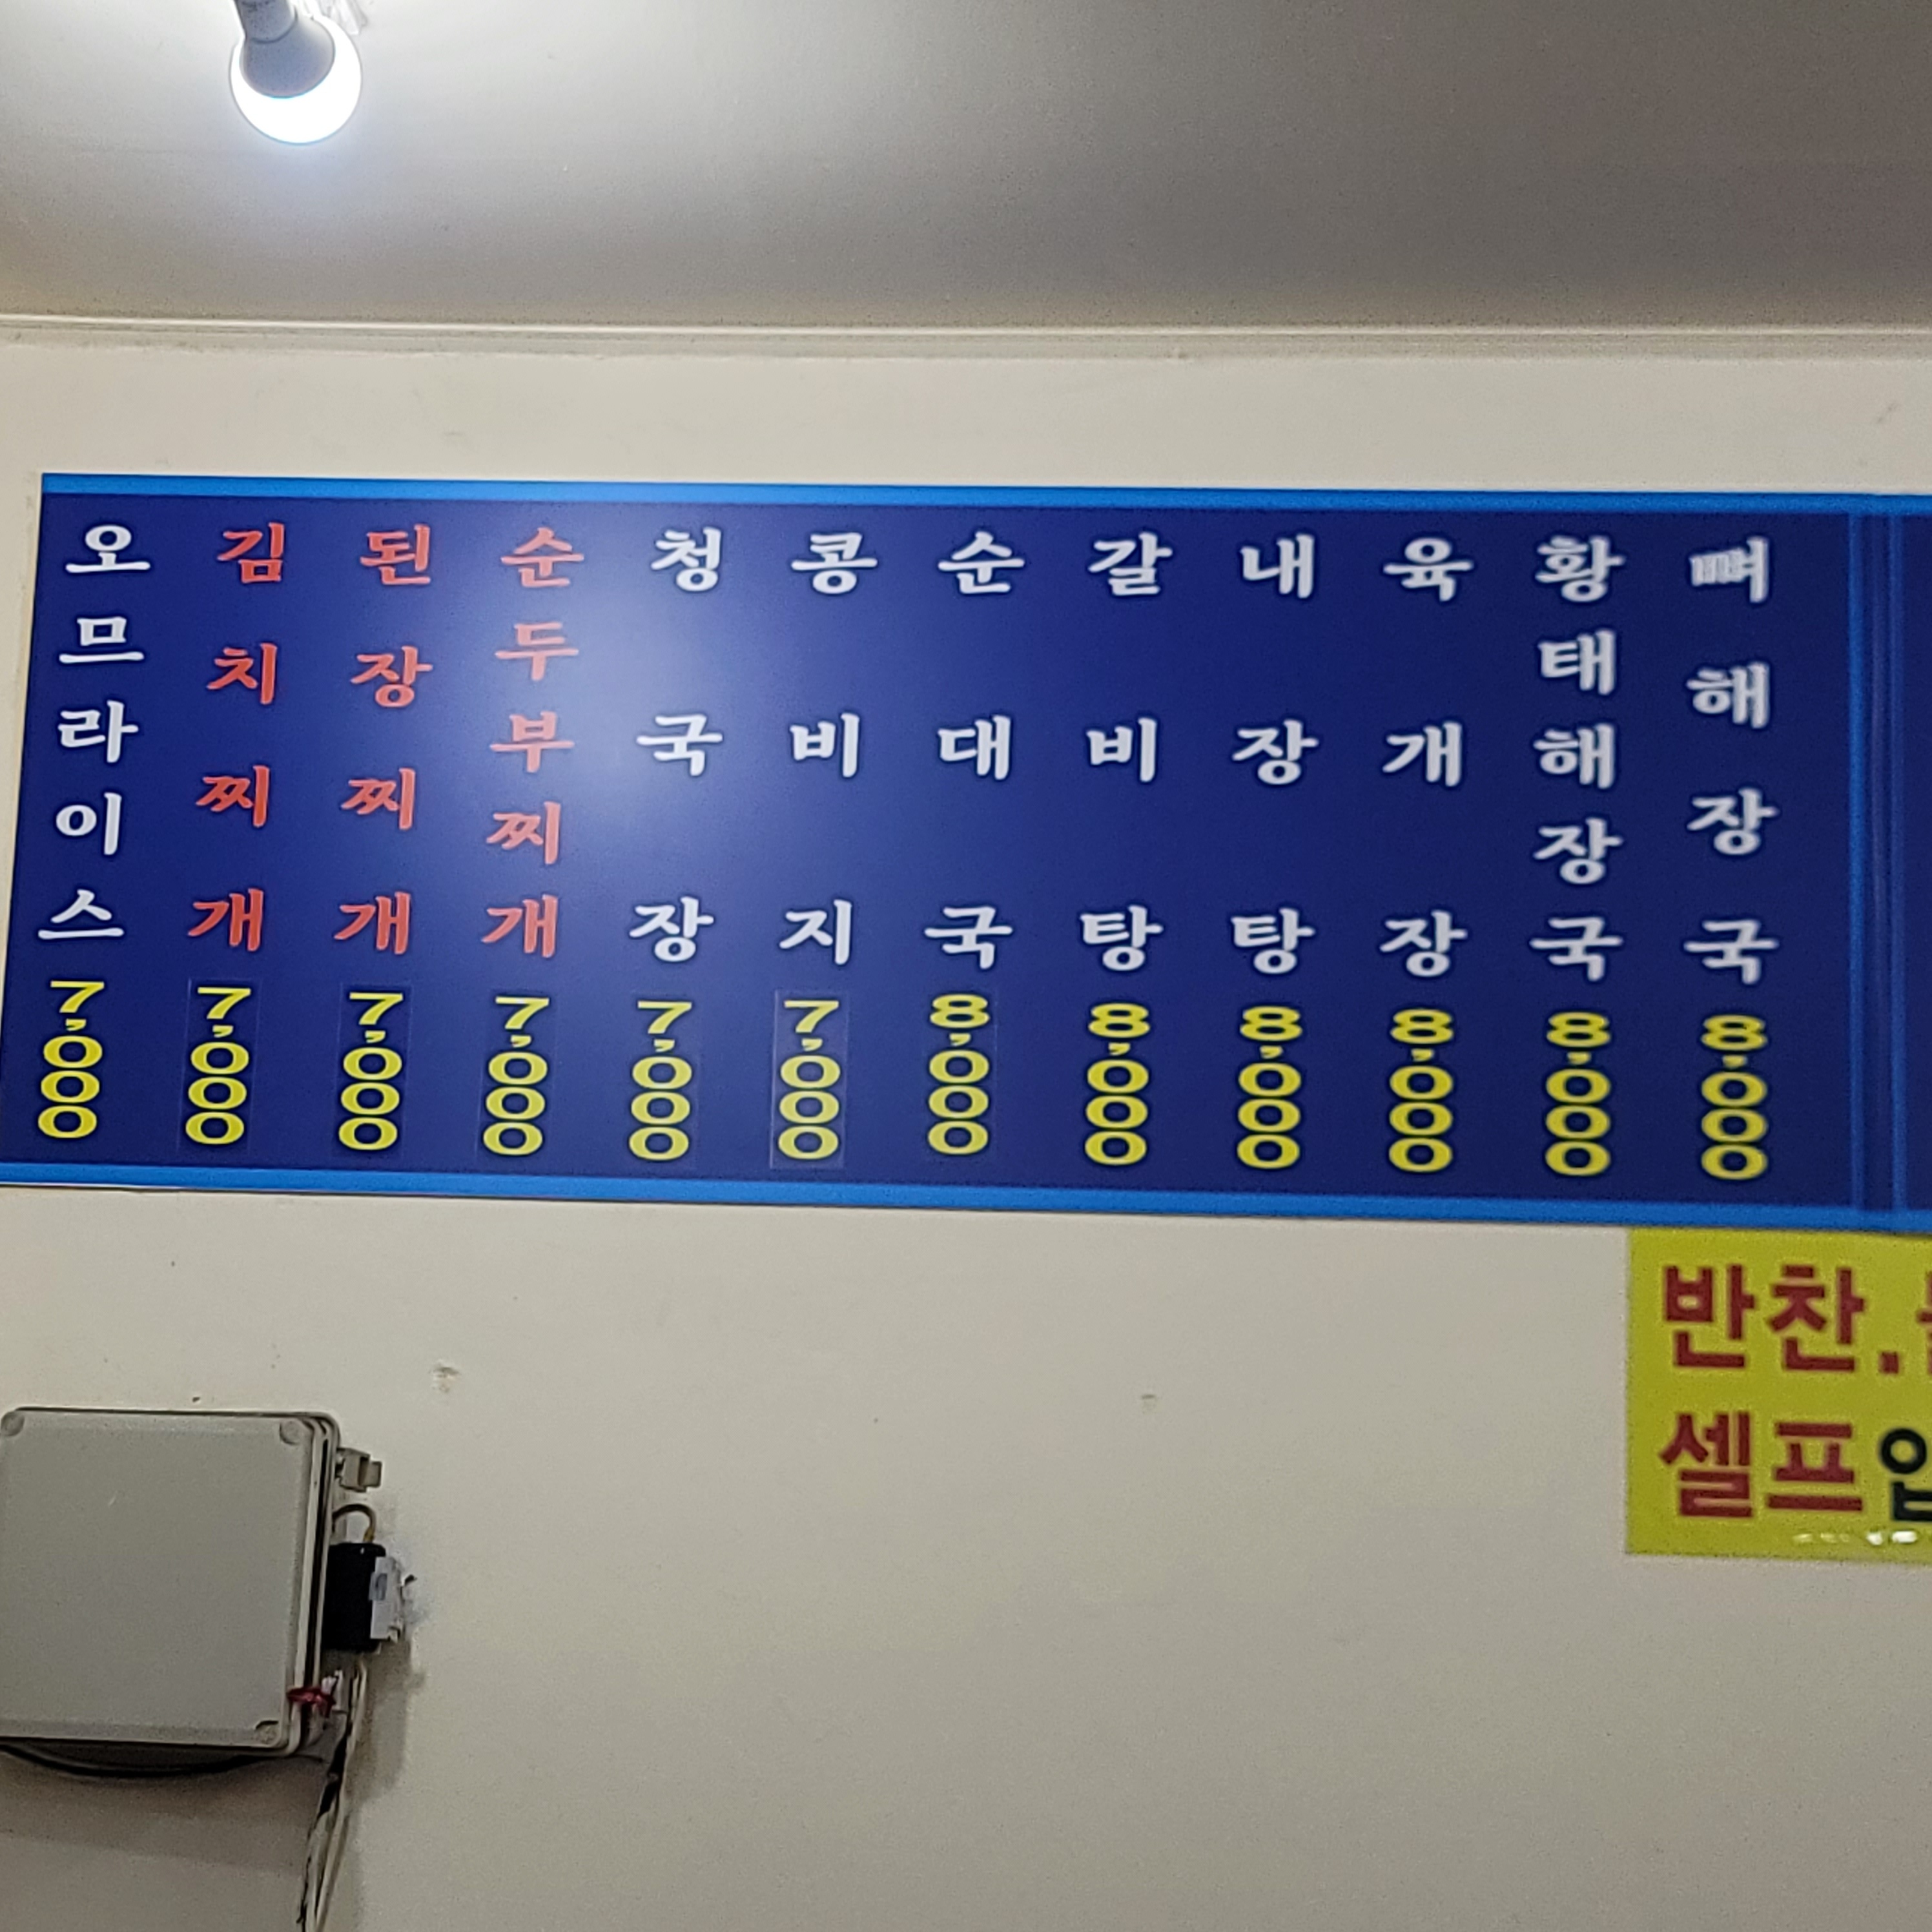 오므라이스 7,000
김치찌개 7,000
된장찌개 7,000
순두부찌개 7,000
청국장 7,000
콩비지 7,000
순대국 8,000
갈비탕 8,000
내장탕 8,000
육개장 8,000
황태해장국 8,000
뼈해장국 8,000
반찬.
셀프